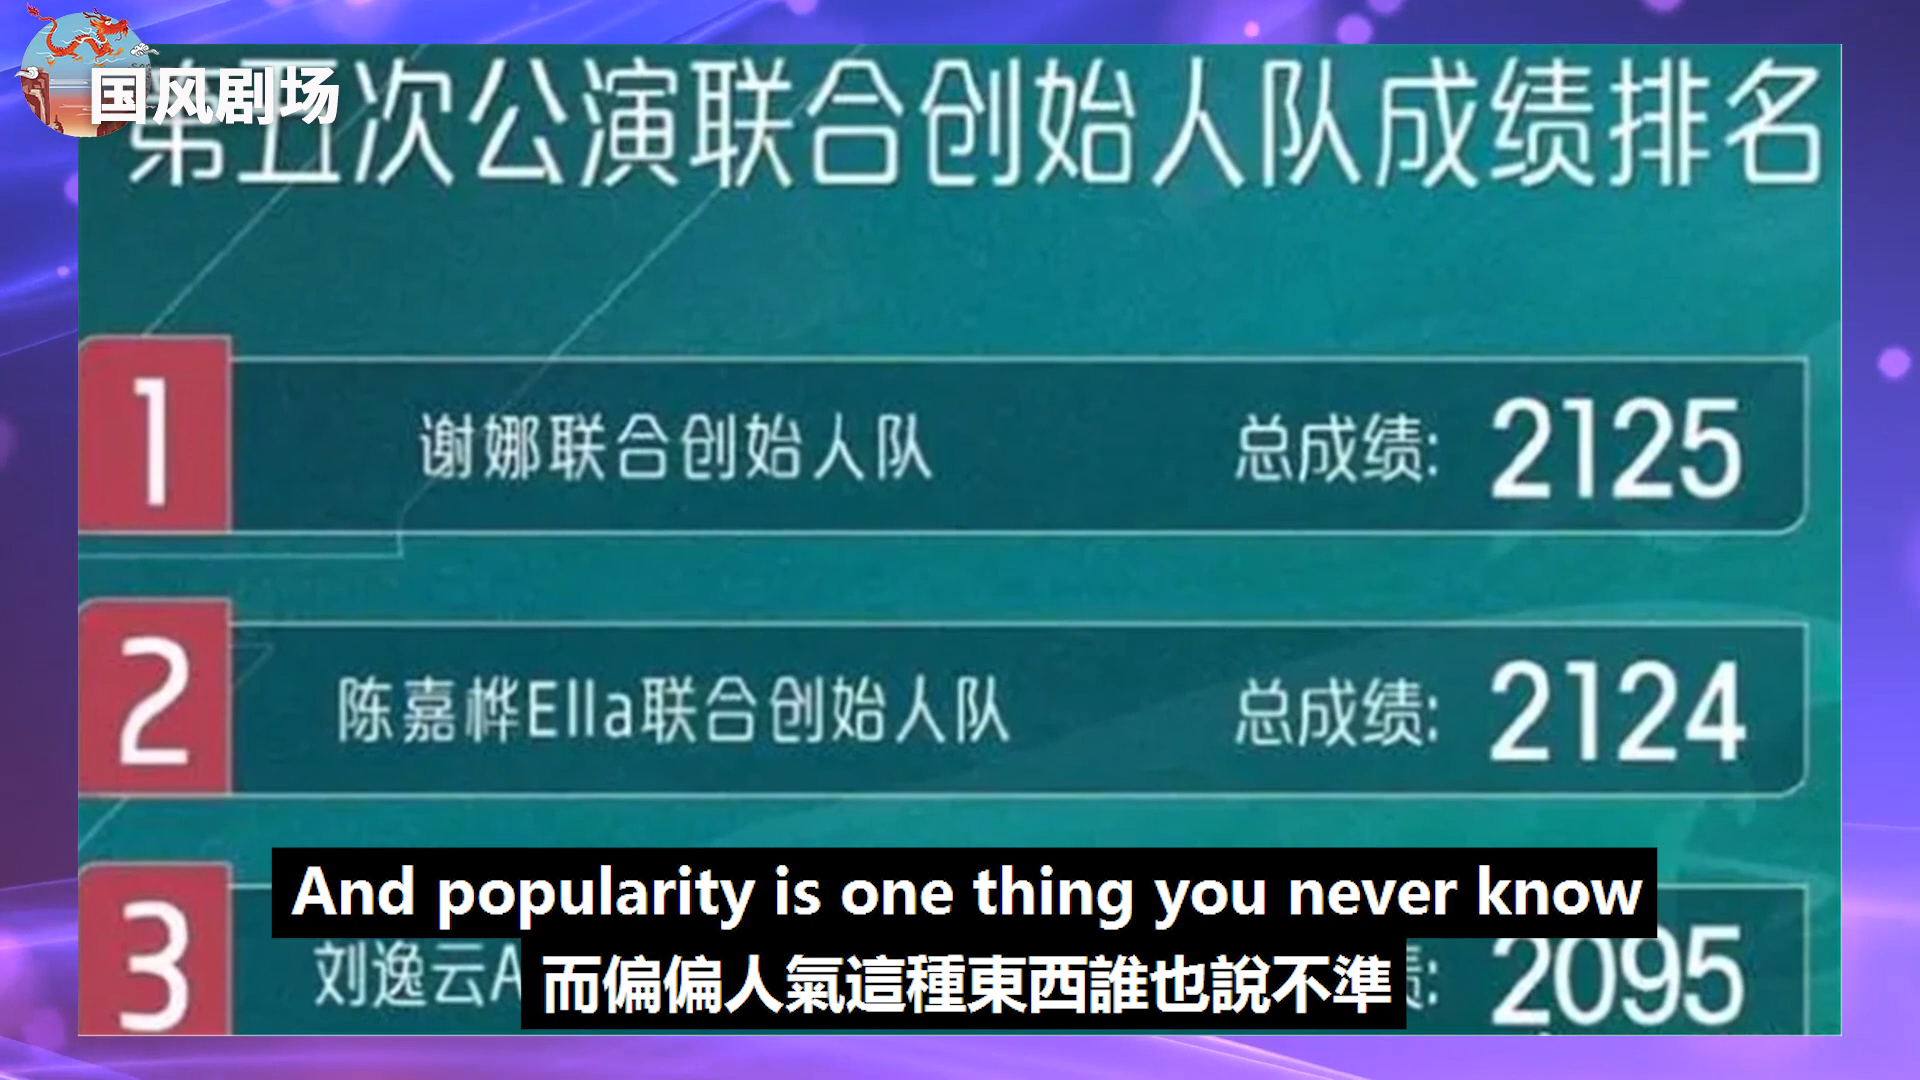 国风剧场
第五次公演联合创始人队成绩排名
1 谢娜联合创始人队 总成绩: 2125
2 陈嘉桦Ella联合创始人队 总成绩: 2124
3 刘逸云A 绩: 2095
And popularity is one thing you never know
而偏偏人氣這種東西誰也說不準